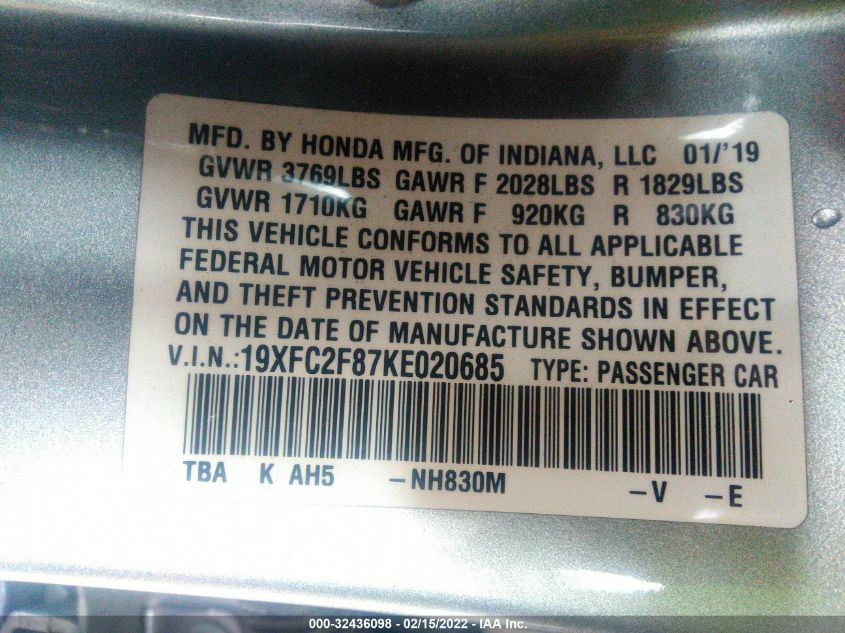 MFD. BY HONDA MFG. OF INDIANA, LLC 01/'19
GVWR 3769LBS GAWR F 2028LBS R 1829LBS
GVWR 1710KG GAWR F 920KG R 830KG
THIS VEHICLE CONFORMS TO ALL APPLICABLE
FEDERAL MOTOR VEHICLE SAFETY, BUMPER,
AND THEFT PREVENTION STANDARDS IN EFFECT
ON THE DATE OF MANUFACTURE SHOWN ABOVE.
V.I.N.:19XFC2F87KE020685 TYPE: PASSENGER CAR
TBA K AH5 –NH830M –V –E
000-32436098 - 02/15/2022 - IAA Inc.